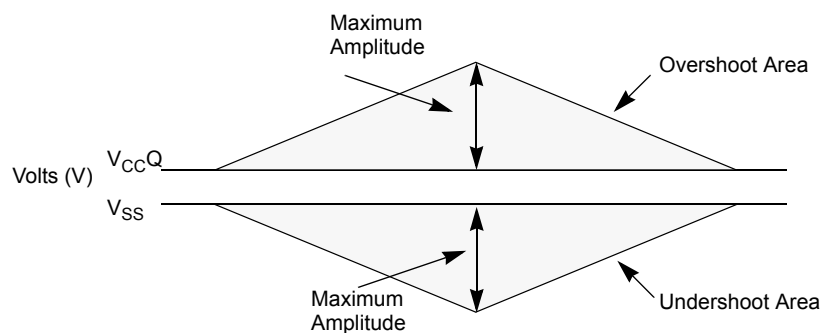 Maximum
Amplitude
Overshoot Area
VCCQ
Volts (V)
VSS
Maximum
Amplitude
Undershoot Area